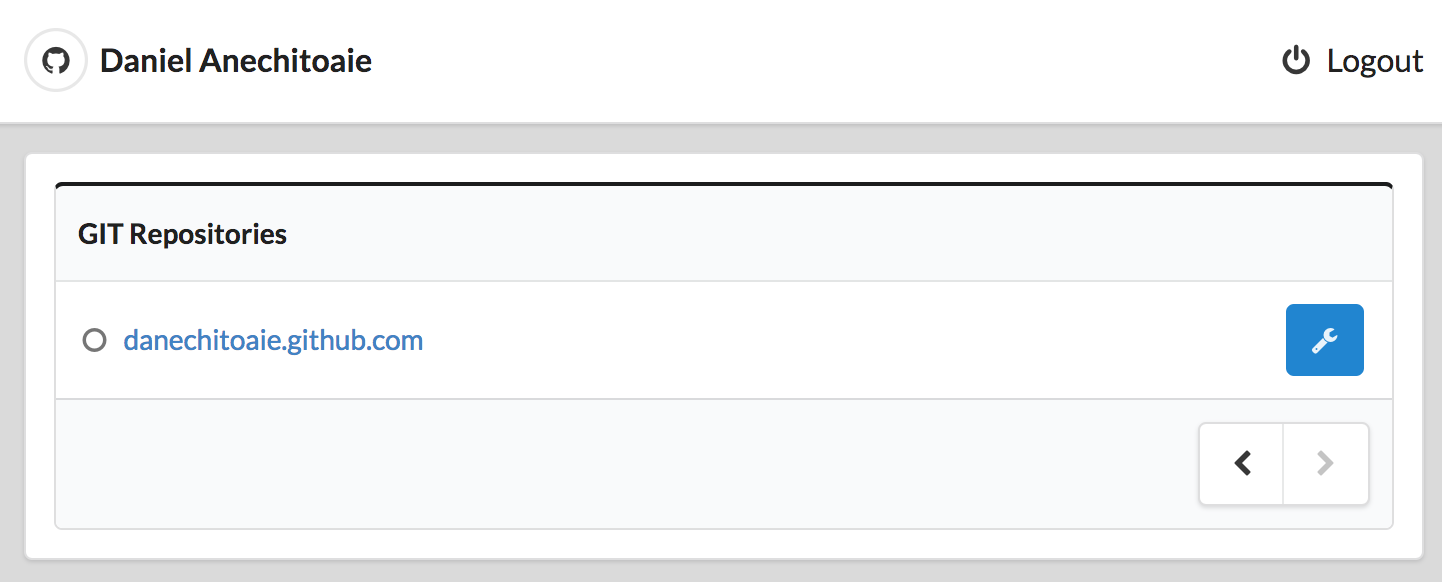 Daniel Anechitoaie
Logout
GIT Repositories
danechitoaie.github.com